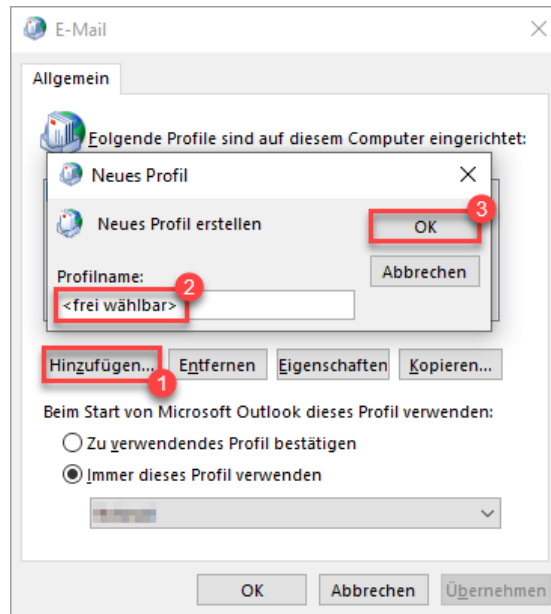 E-Mail
Allgemein
Folgende Profile sind auf diesem Computer eingerichtet:
Neues Profil
Neues Profil erstellen
OK
3
Abbrechen
Profilname:
2
<frei wählbar>
Hinzufügen... Entfernen Eigenschaften Kopieren...
1
Beim Start von Microsoft Outlook dieses Profil verwenden:
Zu verwendendes Profil bestätigen
Immer dieses Profil verwenden
OK Abbrechen Übernehmen